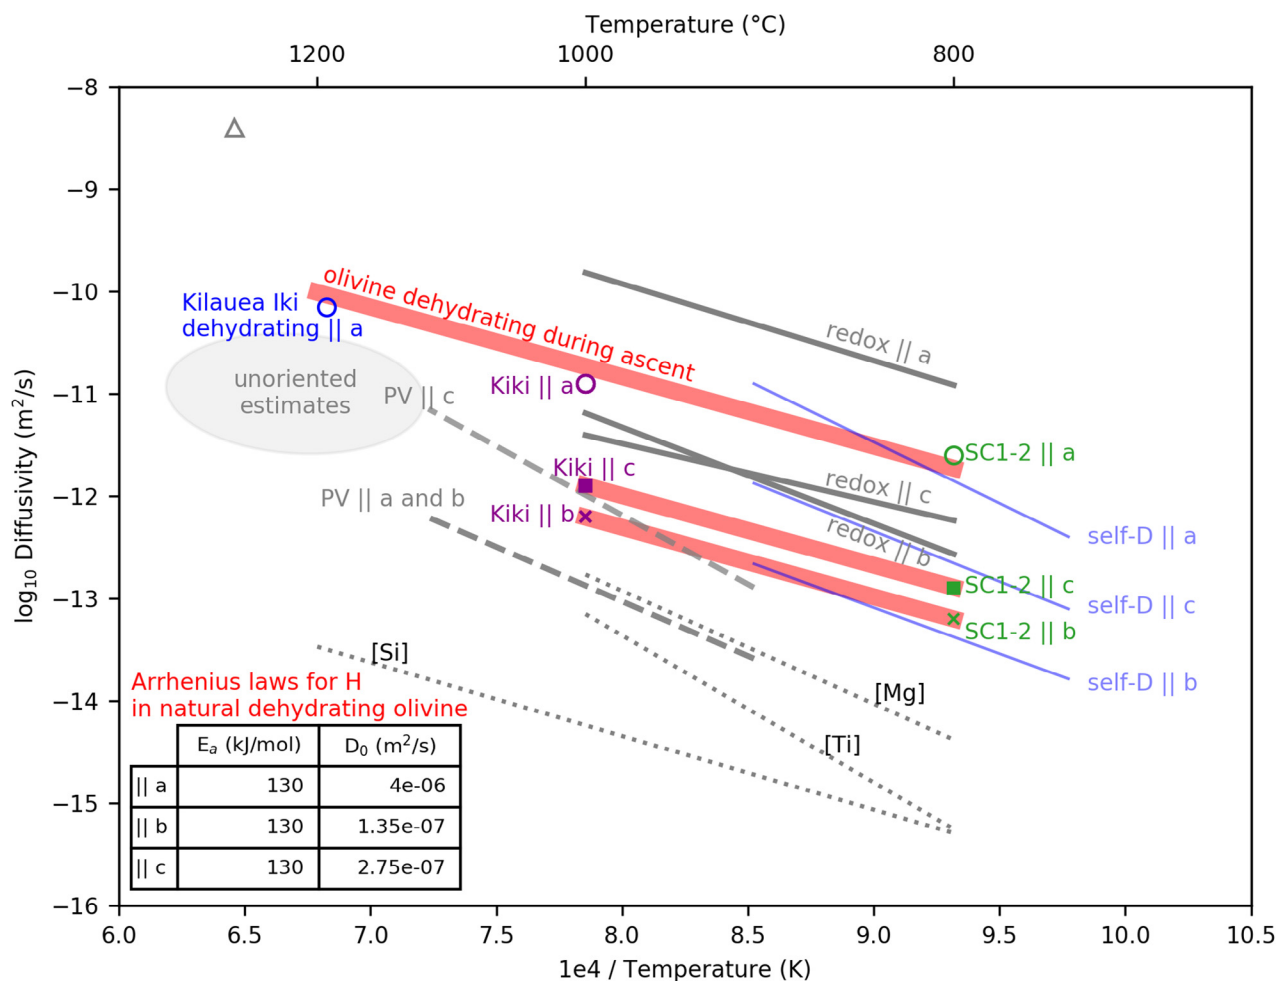 Temperature (°C)
1200 1000 800
−8
−9
−10
−11
−12
−13
−14
−15
−16
log₁₀ Diffusivity (m²/s)
olivine dehydrating during ascent
Kilauea Iki
dehydrating || a
unoriented
estimates
PV || c
PV || a and b
Kiki || a
Kiki || c
Kiki || b
redox || a
redox || c
redox || b
SC1-2 || a
SC1-2 || c
SC1-2 || b
self-D || a
self-D || c
self-D || b
[Si]
[Mg]
[Ti]
Arrhenius laws for H
in natural dehydrating olivine
Eₐ (kJ/mol) D₀ (m²/s)
|| a 130 4e-06
|| b 130 1.35e-07
|| c 130 2.75e-07
6.0 6.5 7.0 7.5 8.0 8.5 9.0 9.5 10.0 10.5
1e4 / Temperature (K)